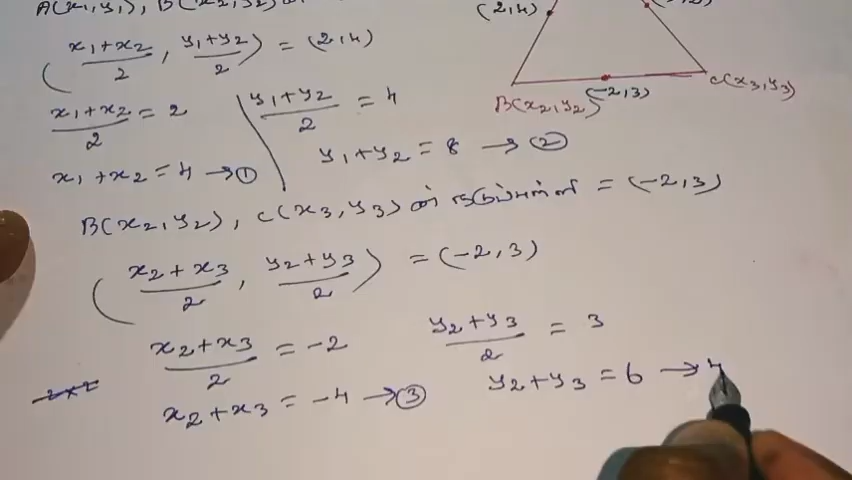 A(x₁,y₁), B(x₂,y₂)
(2,4)
(x₁+x₂/2, y₁+y₂/2) = (2,4)
B(x₂,y₂) (-2,3) C(x₃,y₃)
x₁+x₂/2 = 2 y₁+y₂/2 = 4
x₁+x₂ = 4 → ① y₁+y₂ = 8 → ②
B(x₂,y₂), C(x₃,y₃) ன் நடுப்புள்ளி = (-2,3)
(x₂+x₃/2, y₂+y₃/2) = (-2,3)
x₂+x₃/2 = -2 y₂+y₃/2 = 3
x₂+x₃ = -4 → ③ y₂+y₃ = 6 → 4